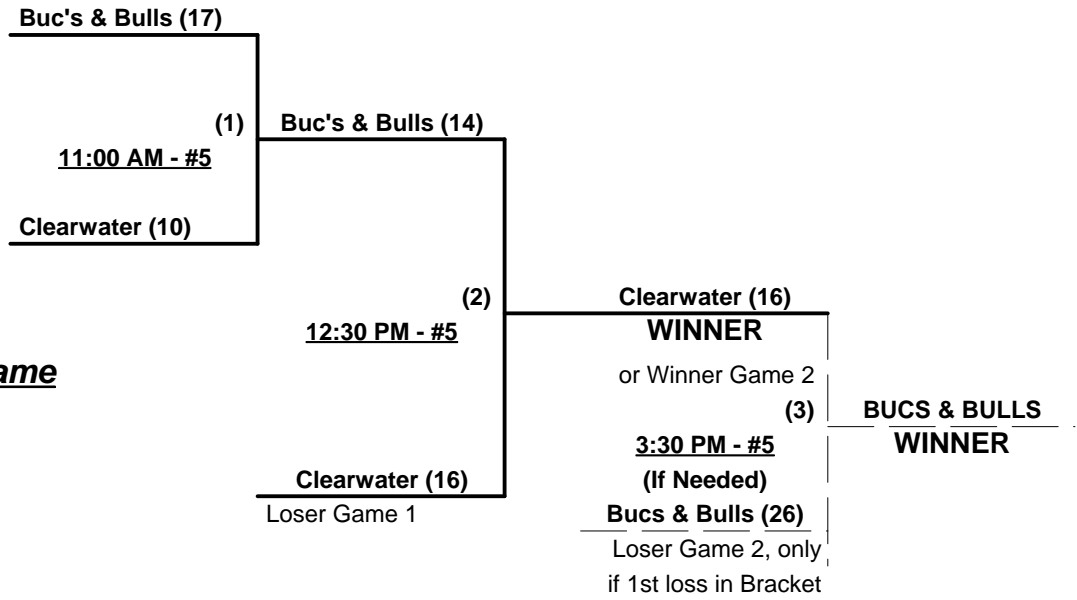 Buc's & Bulls (17)
(1)
Buc's & Bulls (14)
11:00 AM - #5
Clearwater (10)
(2)
Clearwater (16)
12:30 PM - #5
WINNER
or Winner Game 2
(3)
BUCS & BULLS
WINNER
3:30 PM - #5
(If Needed)
Clearwater (16)
Loser Game 1
Bucs & Bulls (26)
Loser Game 2, only
if 1st loss in Bracket